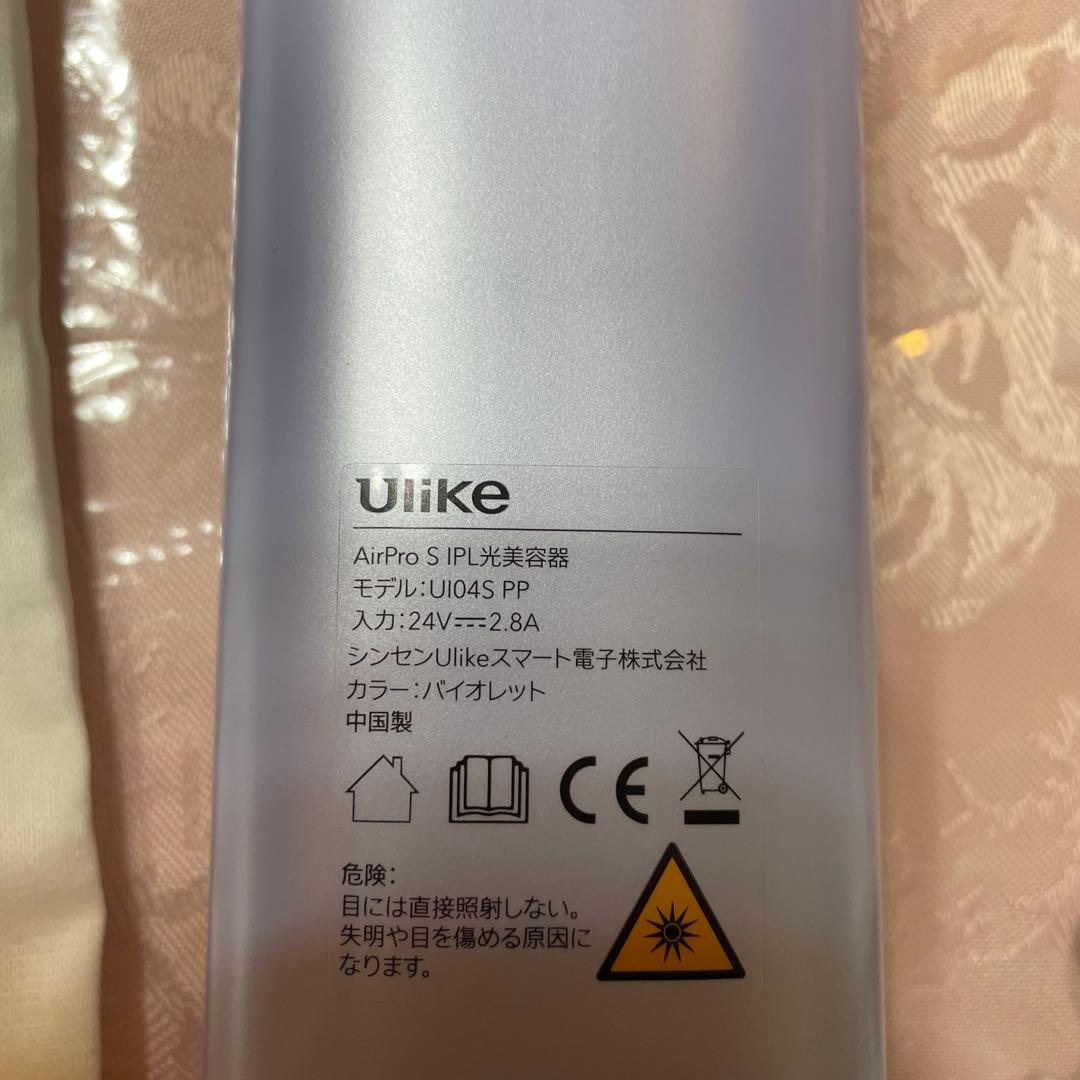 Ulike
AirPro S IPL光美容器
モデル:UI04S PP
入力:24V⎓2.8A
シンセンUlikeスマート電子株式会社
カラー:バイオレット
中国製
CE
危険:
目には直接照射しない。
失明や目を傷める原因に
なります。